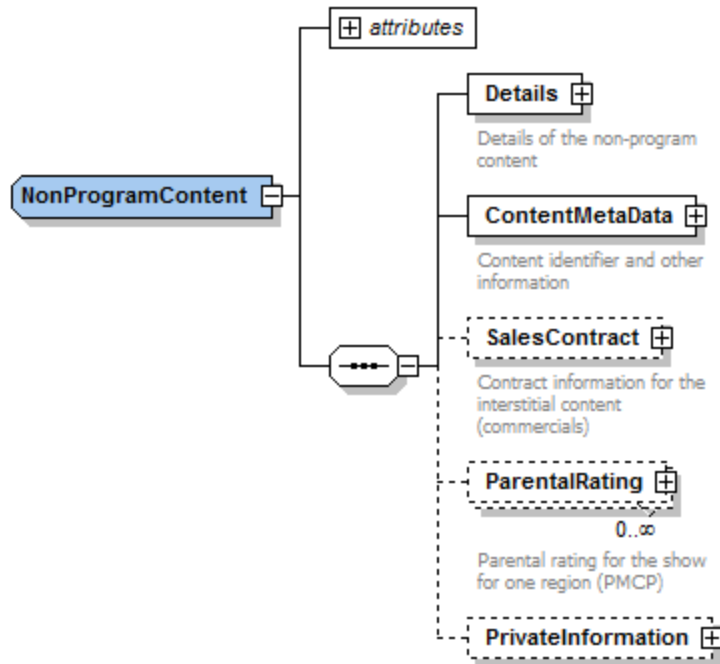 attributes
Details
Details of the non-program
content
NonProgramContent
ContentMetaData
Content identifier and other
information
SalesContract
Contract information for the
interstitial content
(commercials)
ParentalRating
0..∞
Parental rating for the show
for one region (PMCP)
PrivateInformation